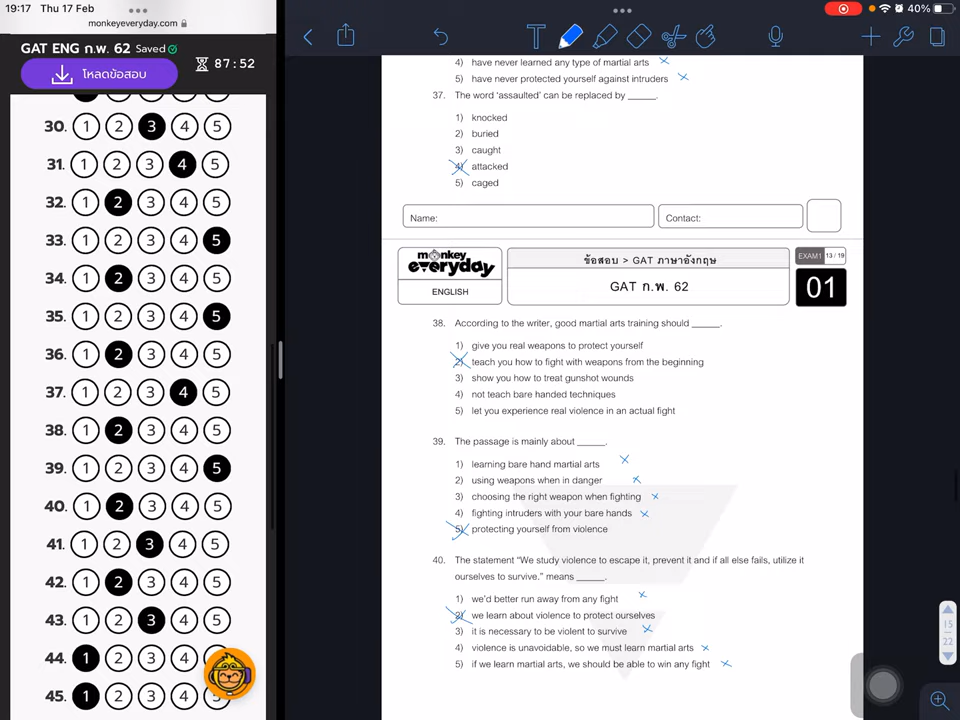 19:17 Thu 17 Feb
40%
monkeyeveryday.com
GAT ENG ก.พ. 62 Saved
โหลดข้อสอบ
87:52
30. 1 2 3 4 5
31. 1 2 3 4 5
32. 1 2 3 4 5
33. 1 2 3 4 5
34. 1 2 3 4 5
35. 1 2 3 4 5
36. 1 2 3 4 5
37. 1 2 3 4 5
38. 1 2 3 4 5
39. 1 2 3 4 5
40. 1 2 3 4 5
41. 1 2 3 4 5
42. 1 2 3 4 5
43. 1 2 3 4 5
44. 1 2 3 4
45. 1 2 3 4 5
4) have never learned any type of martial arts
5) have never protected yourself against intruders
37. The word ‘assaulted’ can be replaced by ______.
1) knocked
2) buried
3) caught
4) attacked
5) caged
Name:
Contact:
monkey
everyday
ENGLISH
ข้อสอบ > GAT ภาษาอังกฤษ
GAT ก.พ. 62
EXAM1 13 / 19
01
38. According to the writer, good martial arts training should ______.
1) give you real weapons to protect yourself
2) teach you how to fight with weapons from the beginning
3) show you how to treat gunshot wounds
4) not teach bare handed techniques
5) let you experience real violence in an actual fight
39. The passage is mainly about ______.
1) learning bare hand martial arts
2) using weapons when in danger
3) choosing the right weapon when fighting
4) fighting intruders with your bare hands
5) protecting yourself from violence
40. The statement “We study violence to escape it, prevent it and if all else fails, utilize it
ourselves to survive.” means ______.
1) we’d better run away from any fight
2) we learn about violence to protect ourselves
3) it is necessary to be violent to survive
4) violence is unavoidable, so we must learn martial arts
5) if we learn martial arts, we should be able to win any fight
15
22